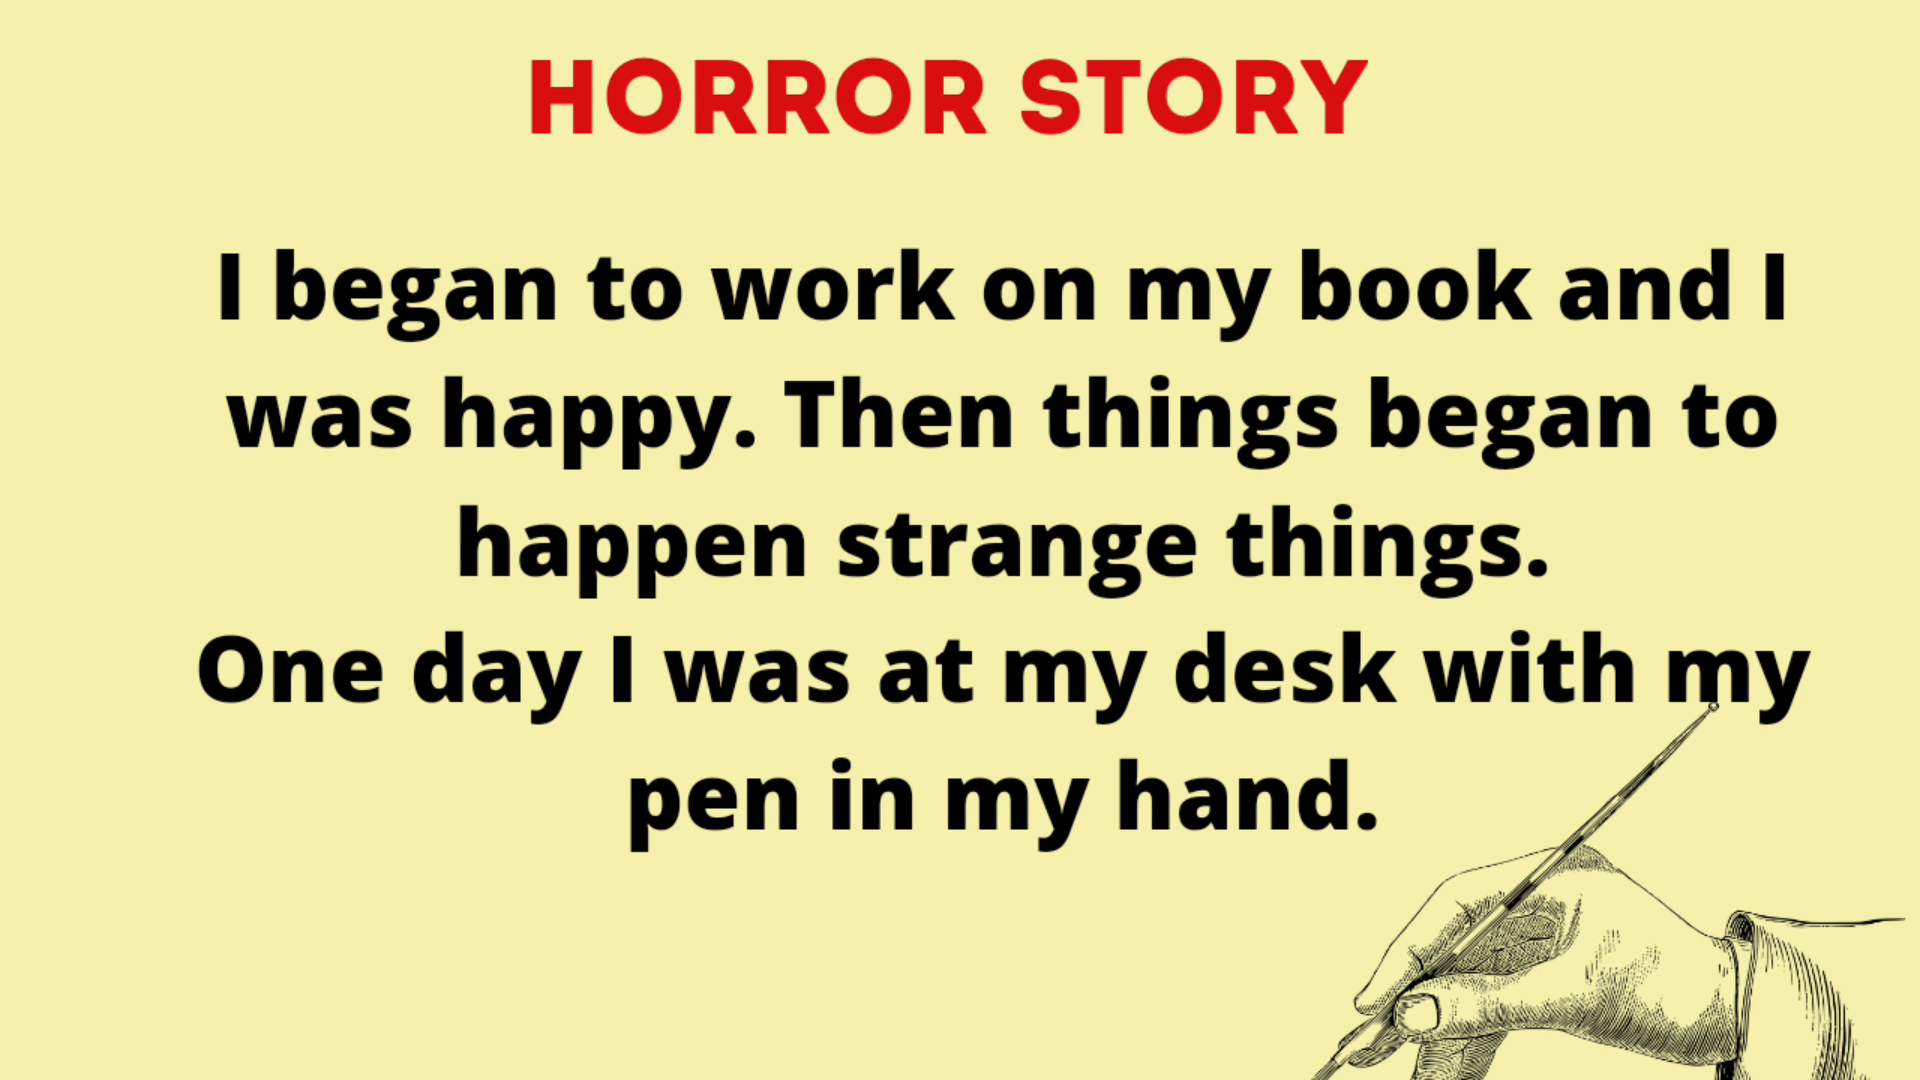 HORROR STORY
I began to work on my book and I
was happy. Then things began to
happen strange things.
One day I was at my desk with my
pen in my hand.